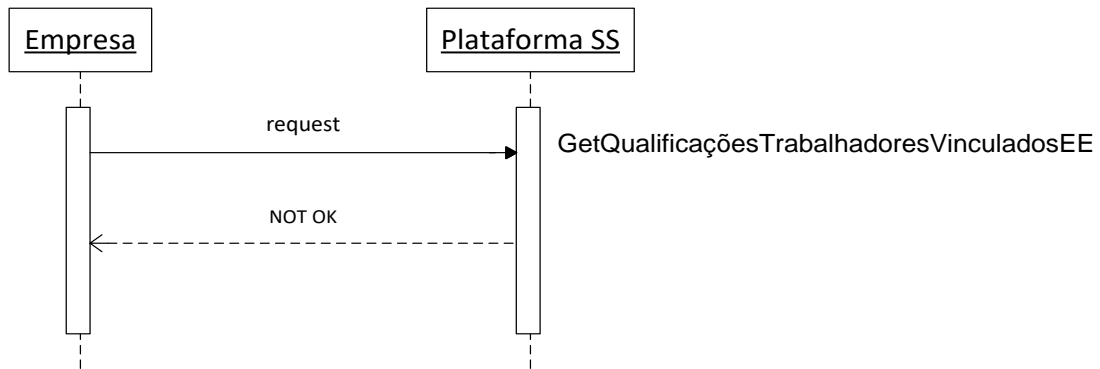 Empresa
Plataforma SS
request
GetQualificaçõesTrabalhadoresVinculadosEE
NOT OK